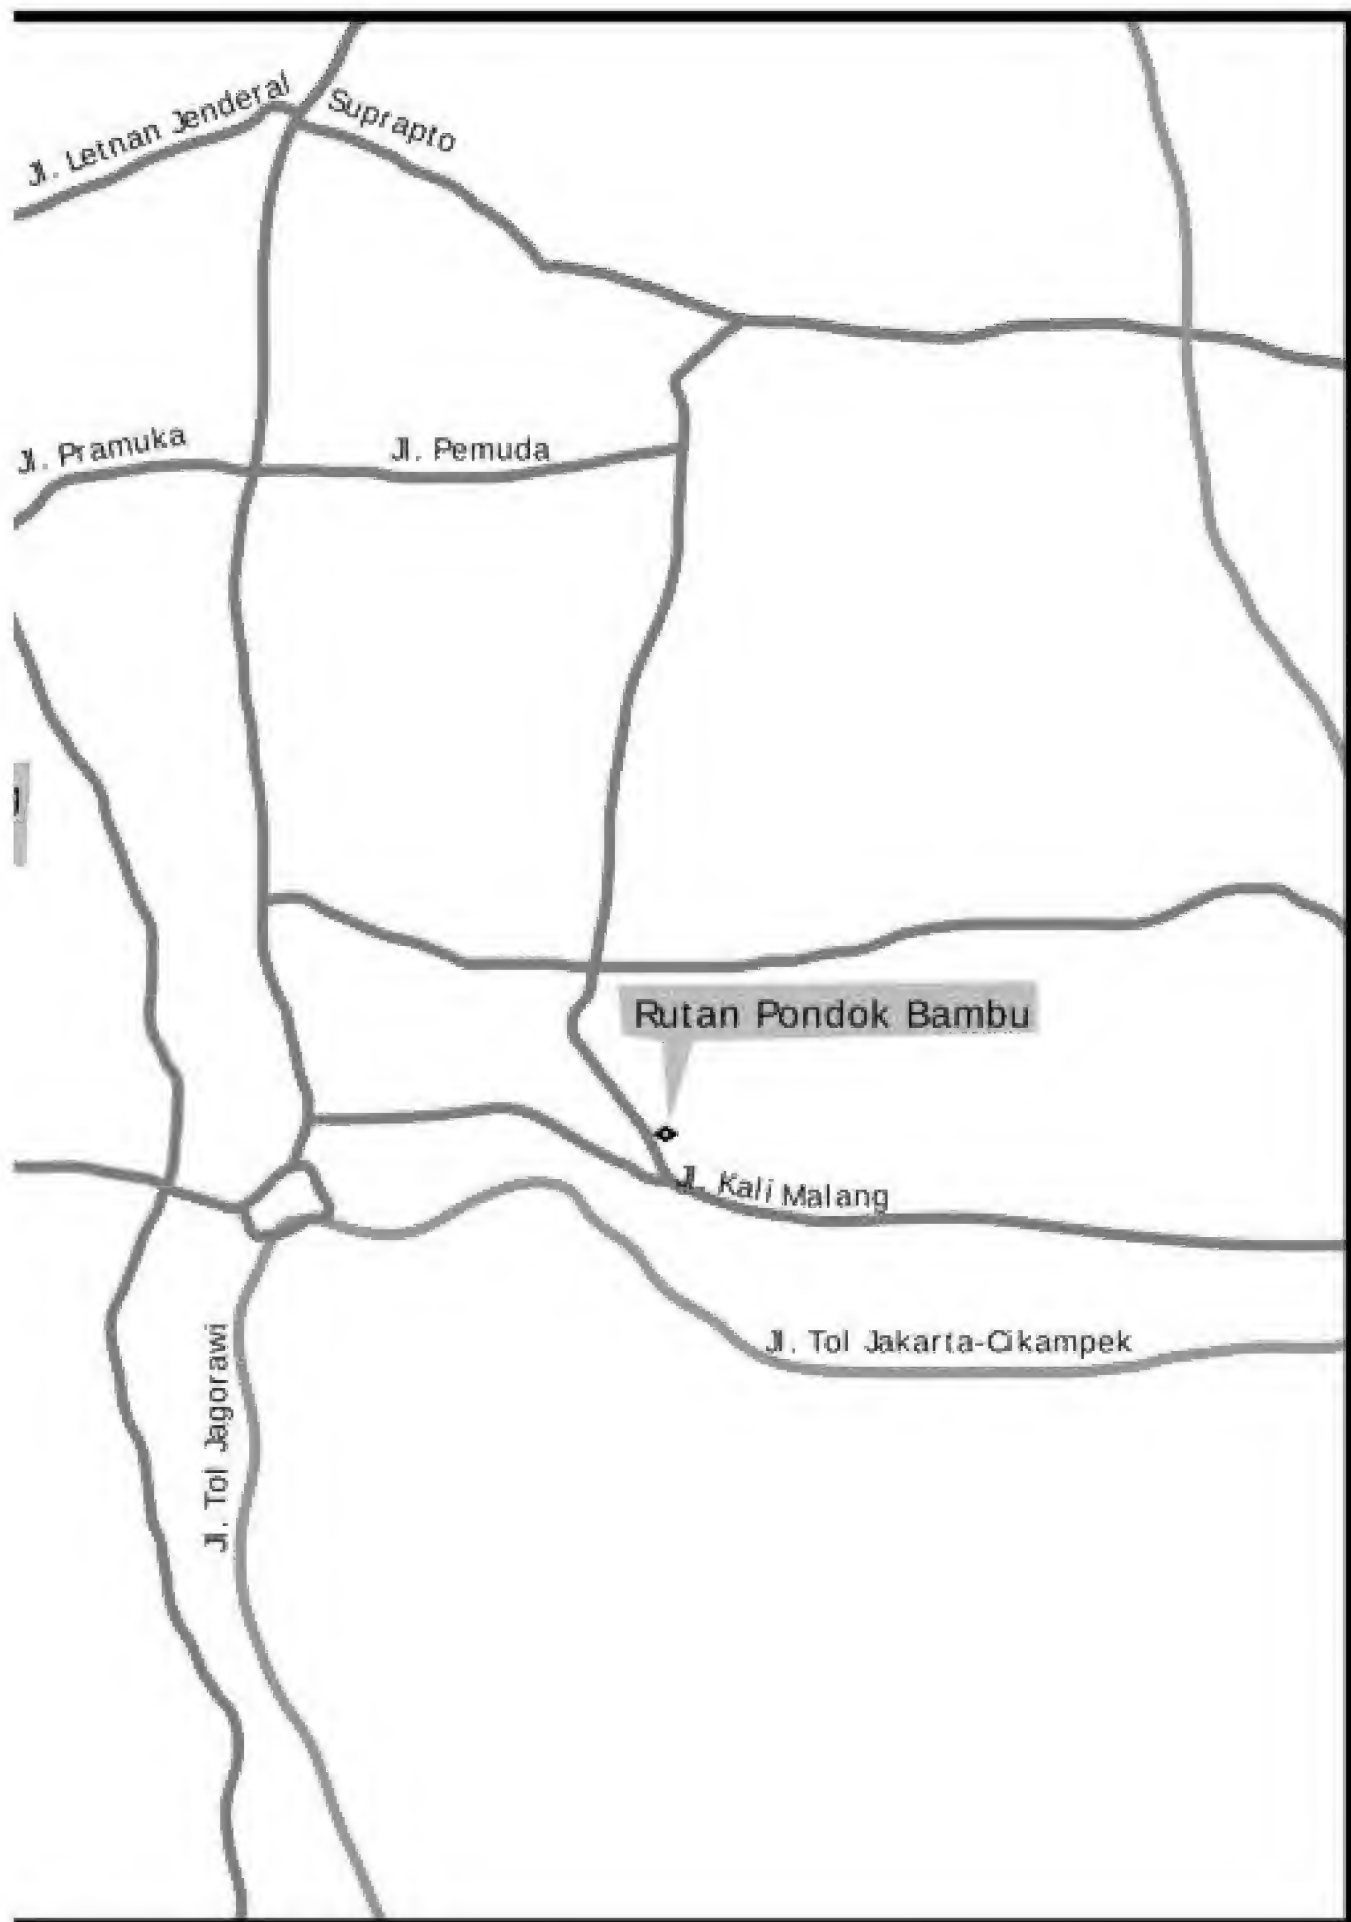 Jl. Letnan Jenderal Suprapto
Jl. Pramuka
Jl. Pemuda
Rutan Pondok Bambu
Jl. Kali Malang
Jl. Tol Jakarta-Cikampek
Jl. Tol Jagorawi